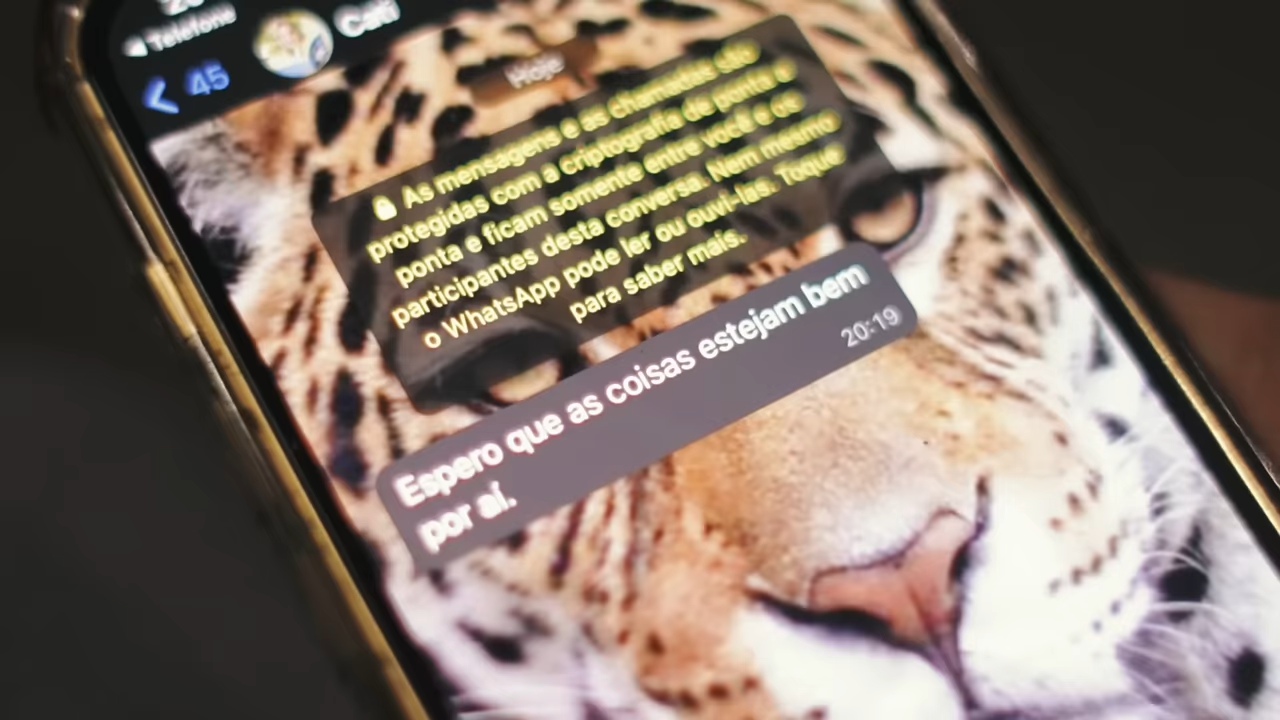 Telefone
45
Cati
Hoje
As mensagens e as chamadas são
protegidas com a criptografia de ponta a
ponta e ficam somente entre você e os
participantes desta conversa. Nem mesmo
o WhatsApp pode ler ou ouvi-las. Toque
para saber mais.
Espero que as coisas estejam bem
por aí.
20:19